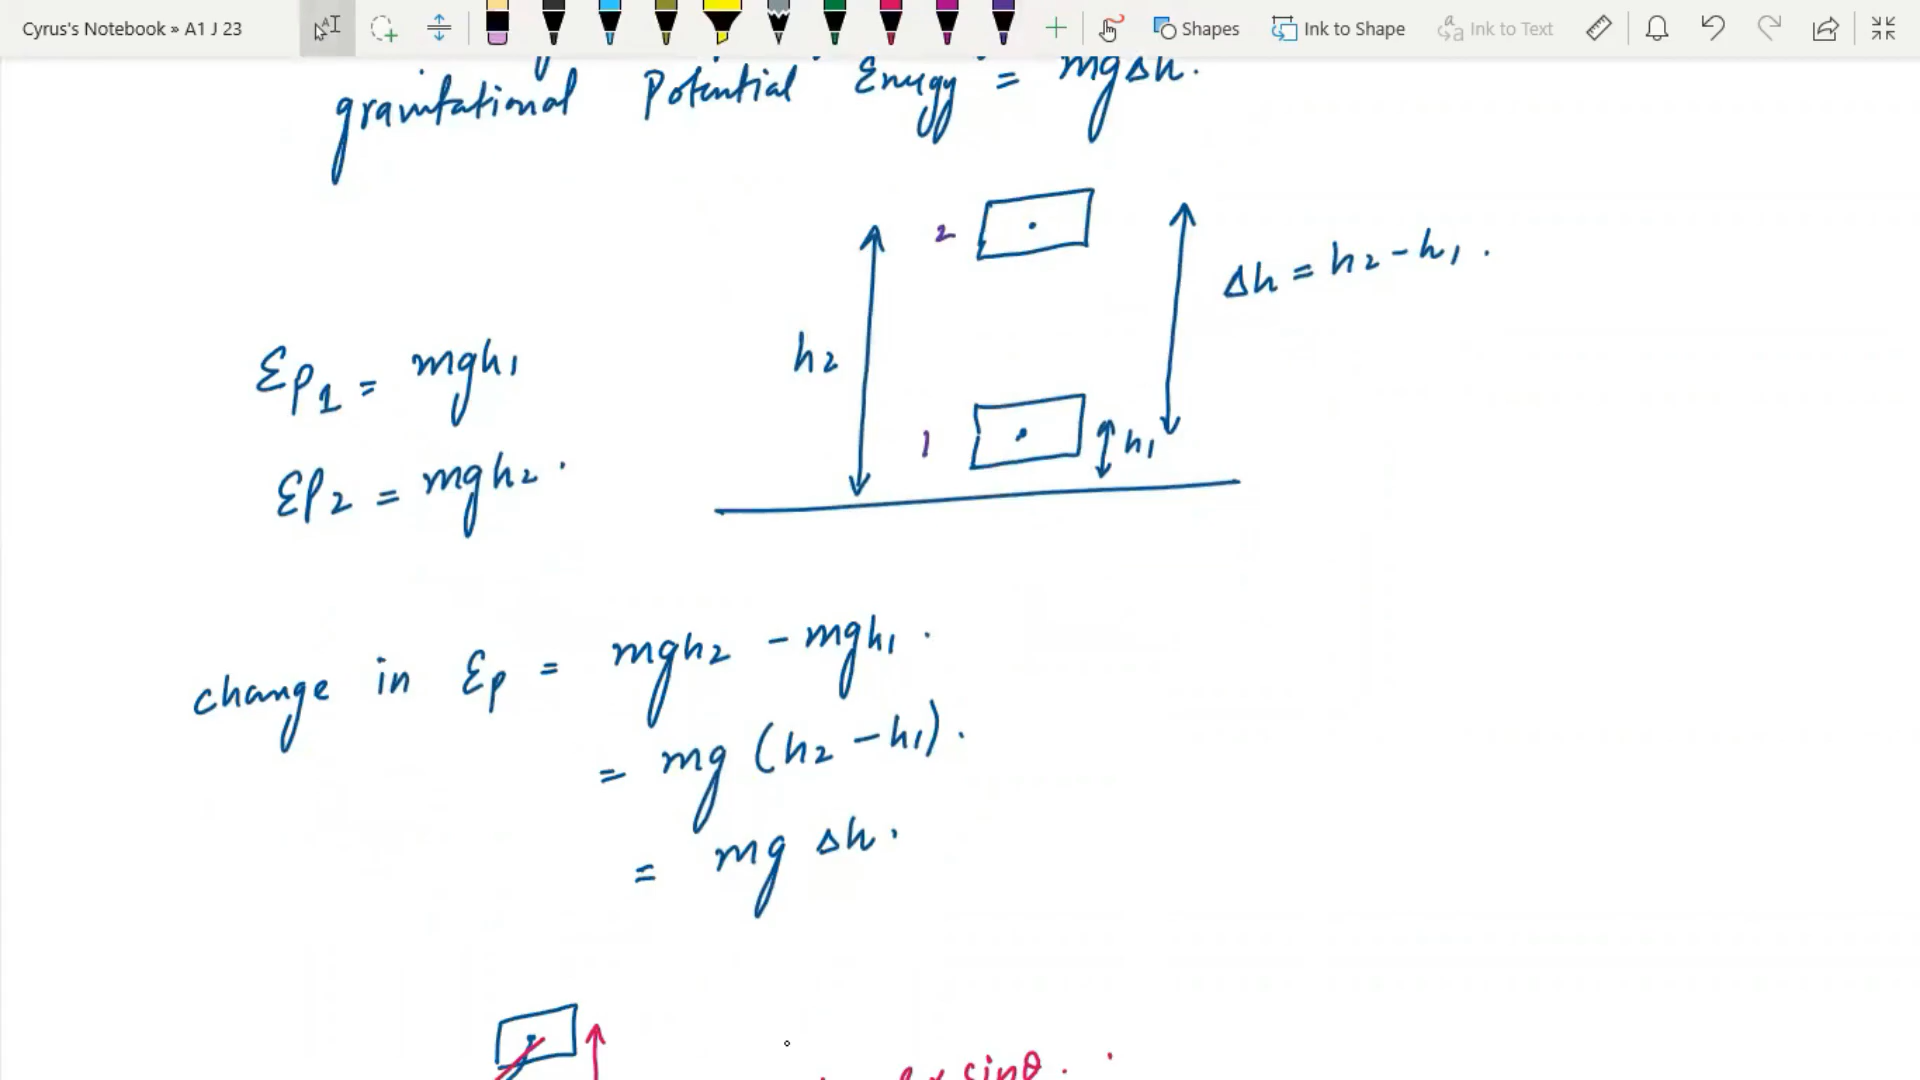 Cyrus's Notebook » A1 J 23
Shapes
Ink to Shape
Ink to Text
gravitational Potential Energy = mgΔh.
2
Δh = h2 - h1 .
h2
Ep1 = mgh1
1
h1
Ep2 = mgh2 .
change in Ep = mgh2 - mgh1 .
= mg (h2 - h1) .
= mg Δh .
sinθ .